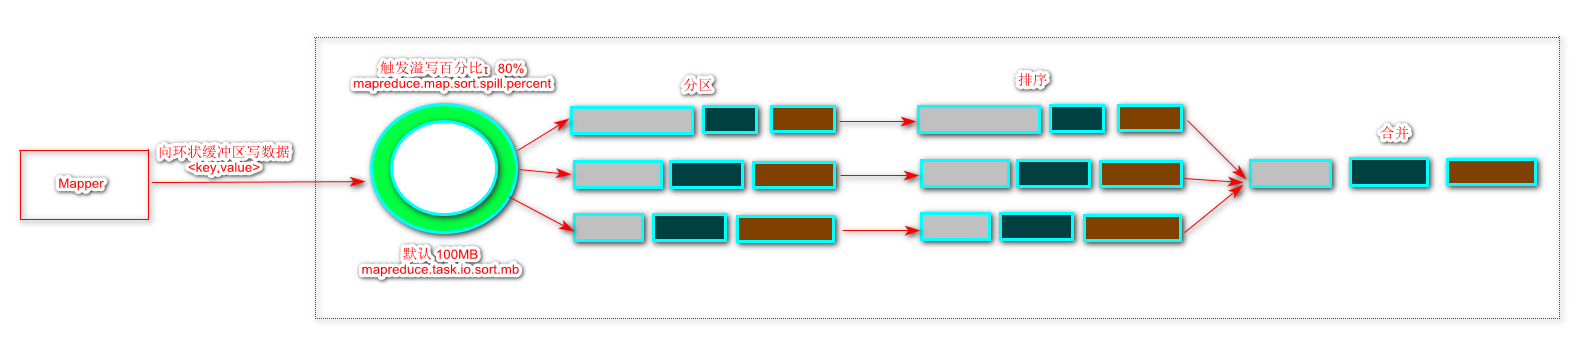 触发溢写百分比：80%
mapreduce.map.sort.spill.percent
分区
排序
合并
向环状缓冲区写数据
<key,value>
Mapper
默认 100MB
mapreduce.task.io.sort.mb